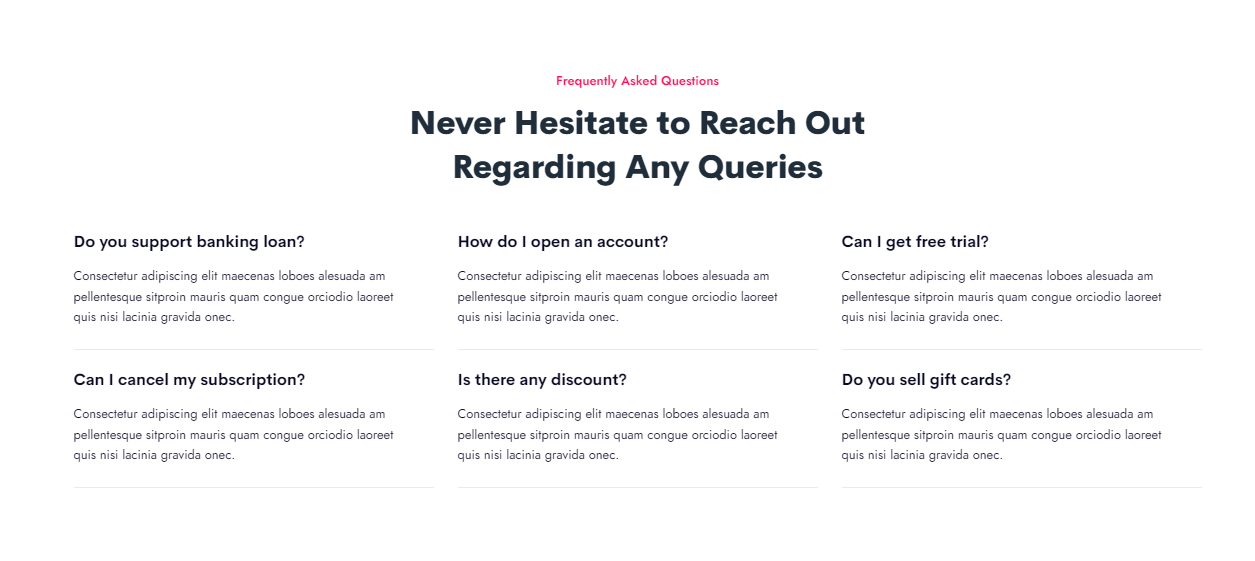 Frequently Asked Questions
Never Hesitate to Reach Out
Regarding Any Queries
Do you support banking loan?
Consectetur adipiscing elit maecenas loboes alesuada am
pellentesque sitproin mauris quam congue orciodio laoreet
quis nisi lacinia gravida onec.
How do I open an account?
Consectetur adipiscing elit maecenas loboes alesuada am
pellentesque sitproin mauris quam congue orciodio laoreet
quis nisi lacinia gravida onec.
Can I get free trial?
Consectetur adipiscing elit maecenas loboes alesuada am
pellentesque sitproin mauris quam congue orciodio laoreet
quis nisi lacinia gravida onec.
Can I cancel my subscription?
Consectetur adipiscing elit maecenas loboes alesuada am
pellentesque sitproin mauris quam congue orciodio laoreet
quis nisi lacinia gravida onec.
Is there any discount?
Consectetur adipiscing elit maecenas loboes alesuada am
pellentesque sitproin mauris quam congue orciodio laoreet
quis nisi lacinia gravida onec.
Do you sell gift cards?
Consectetur adipiscing elit maecenas loboes alesuada am
pellentesque sitproin mauris quam congue orciodio laoreet
quis nisi lacinia gravida onec.